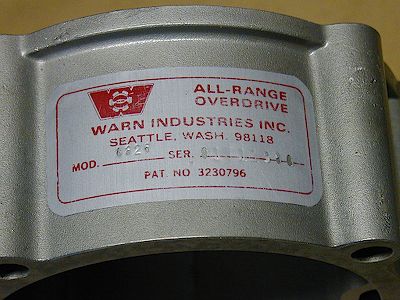 ALL-RANGE
OVERDRIVE
WARN INDUSTRIES INC.
SEATTLE, WASH. 98118
MOD. SER.
PAT. NO 3230796